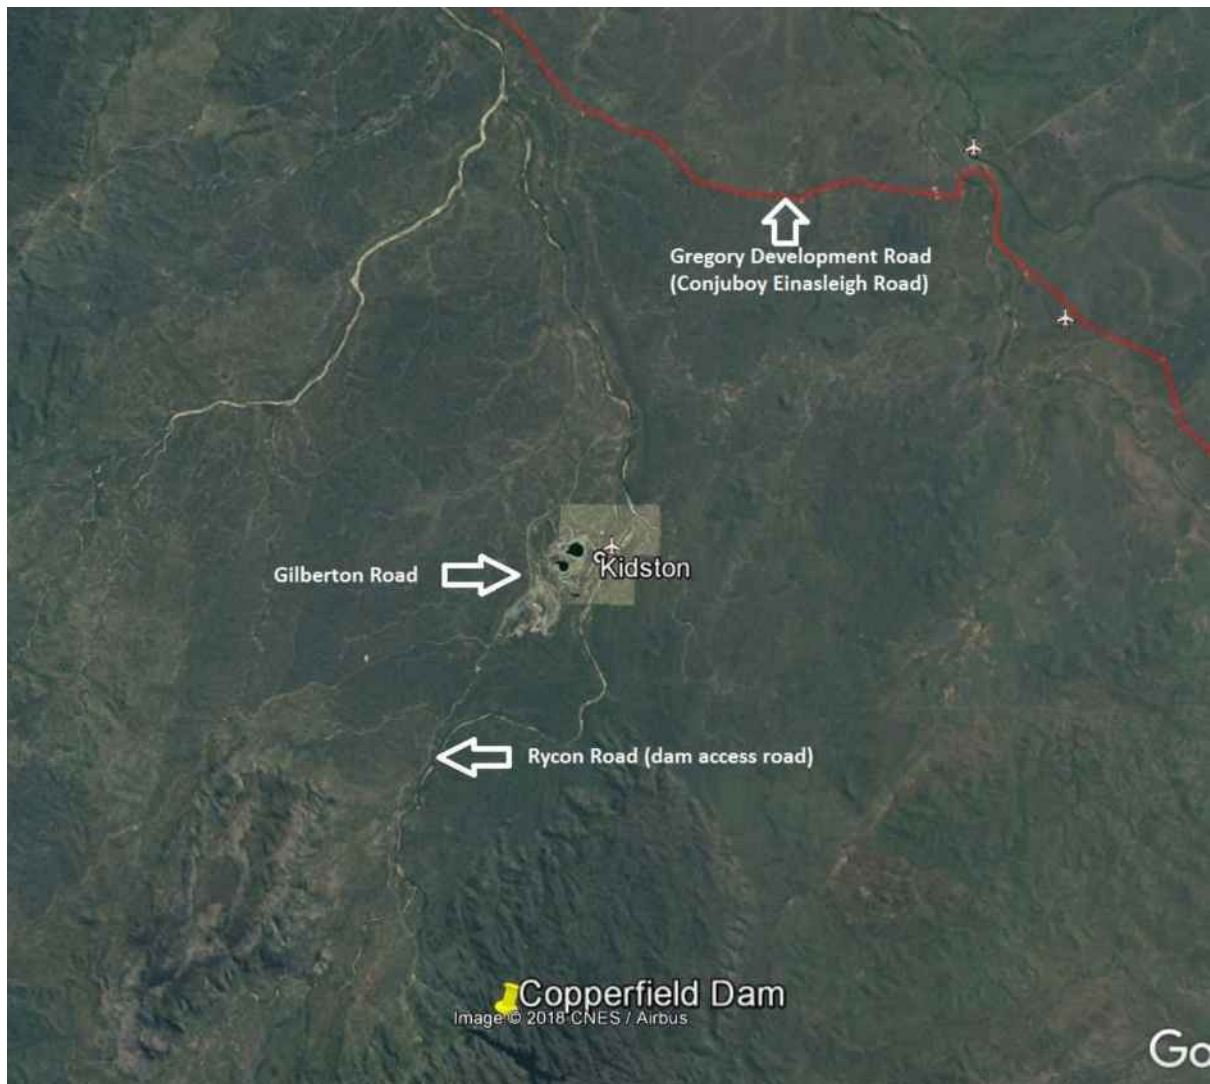 Gregory Development Road
(Conjuboy Einasleigh Road)
Gilberton Road
Kidston
Rycon Road (dam access road)
Copperfield Dam
Image © 2018 CNES / Airbus
Go